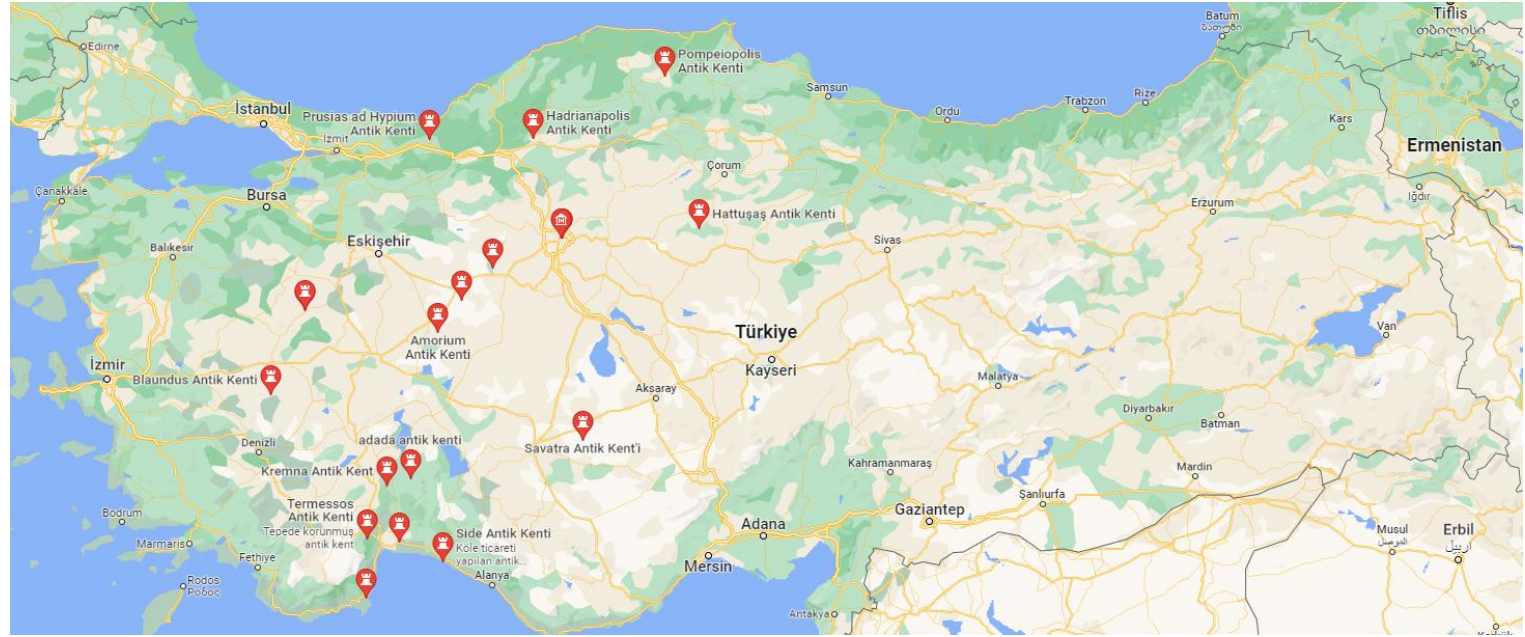 Batum
ბათუმი
Tiflis
თბილისი
Edirne
Pompeiopolis
Antik Kenti
Samsun
Trabzon
Rize
Ordu
İstanbul
Prusias ad Hypium
Antik Kenti
Hadrianapolis
Antik Kenti
İzmit
Kars
Ermenistan
Çorum
Çanakkale
Bursa
Iğdır
Erzurum
Hattuşaş Antik Kenti
Balıkesir
Eskişehir
Sivas
Amorium
Antik Kenti
Türkiye
Kayseri
Van
İzmir
Blaundus Antik Kenti
Aksaray
Malatya
Diyarbakır
Batman
adada antik kenti
Denizli
Savatra Antik Kent'i
Kremna Antik Kent
Kahramanmaraş
Mardin
Şanlıurfa
Termessos
Antik Kenti
Tepede korunmuş
antik kent
Bodrum
Gaziantep
Side Antik Kenti
Köle ticareti
yapılan antik...
Adana
Musul
الموصل
Erbil
أربيل
Marmaris
Fethiye
Mersin
Alanya
Rodos
Ρόδος
Antakya